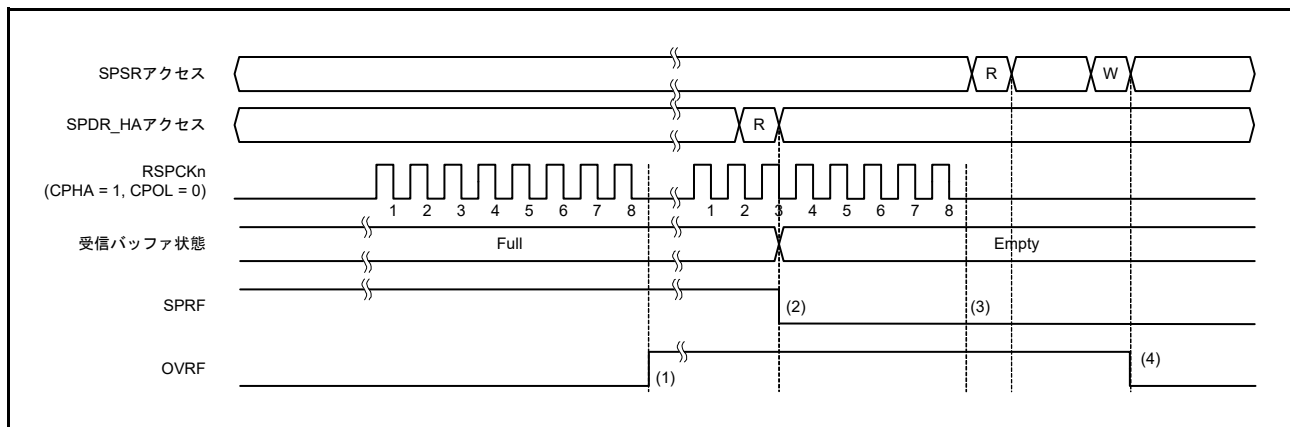 SPSRアクセス
R
W
SPDR_HAアクセス
R
RSPCKn
(CPHA = 1, CPOL = 0)
1 2 3 4 5 6 7 8 1 2 3 4 5 6 7 8
受信バッファ状態
Full
Empty
SPRF
(2)
(3)
OVRF
(1)
(4)